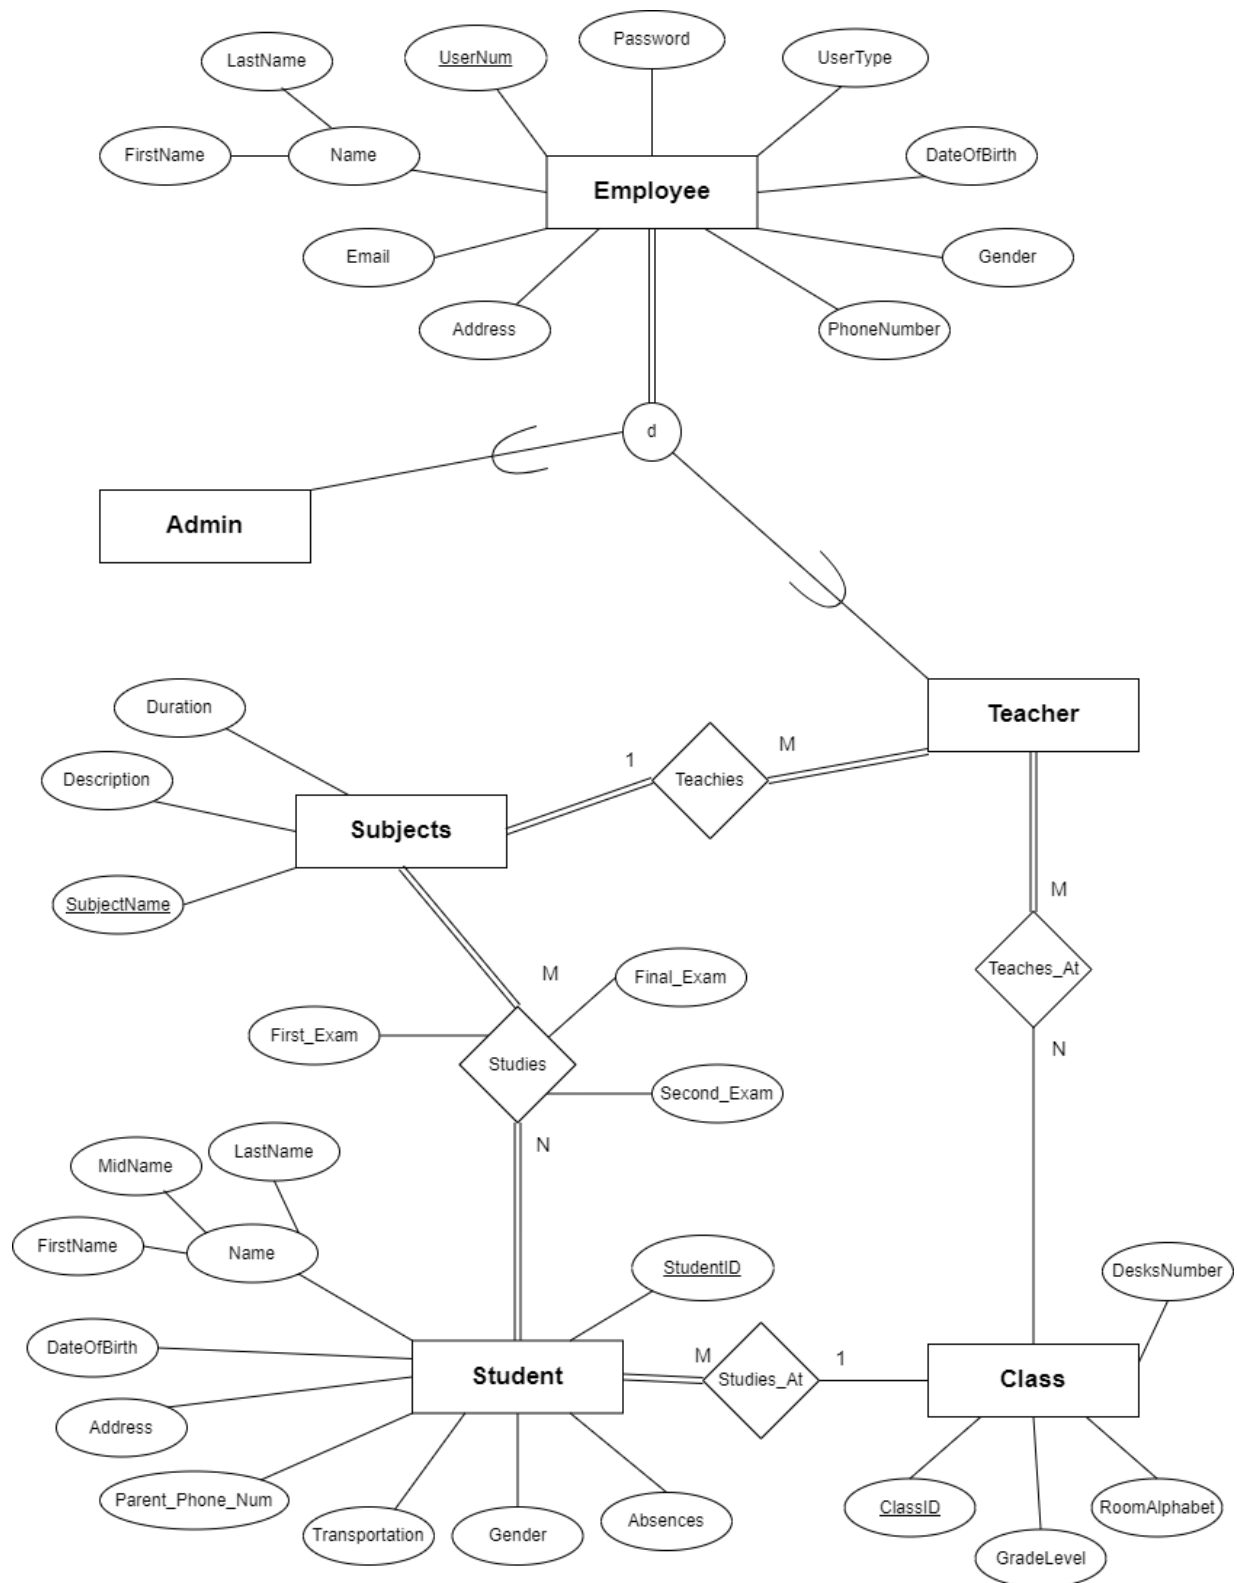 Password
LastName
UserNum
UserType
FirstName
Name
DateOfBirth
Employee
Email
Gender
Address
PhoneNumber
d
Admin
Duration
Teacher
1
M
Description
Teachies
Subjects
M
SubjectName
Teaches_At
M
Final_Exam
First_Exam
N
Studies
Second_Exam
N
LastName
MidName
FirstName
Name
StudentID
DesksNumber
DateOfBirth
M
1
Student
Studies_At
Class
Address
Parent_Phone_Num
ClassID
RoomAlphabet
Absences
Transportation
Gender
GradeLevel